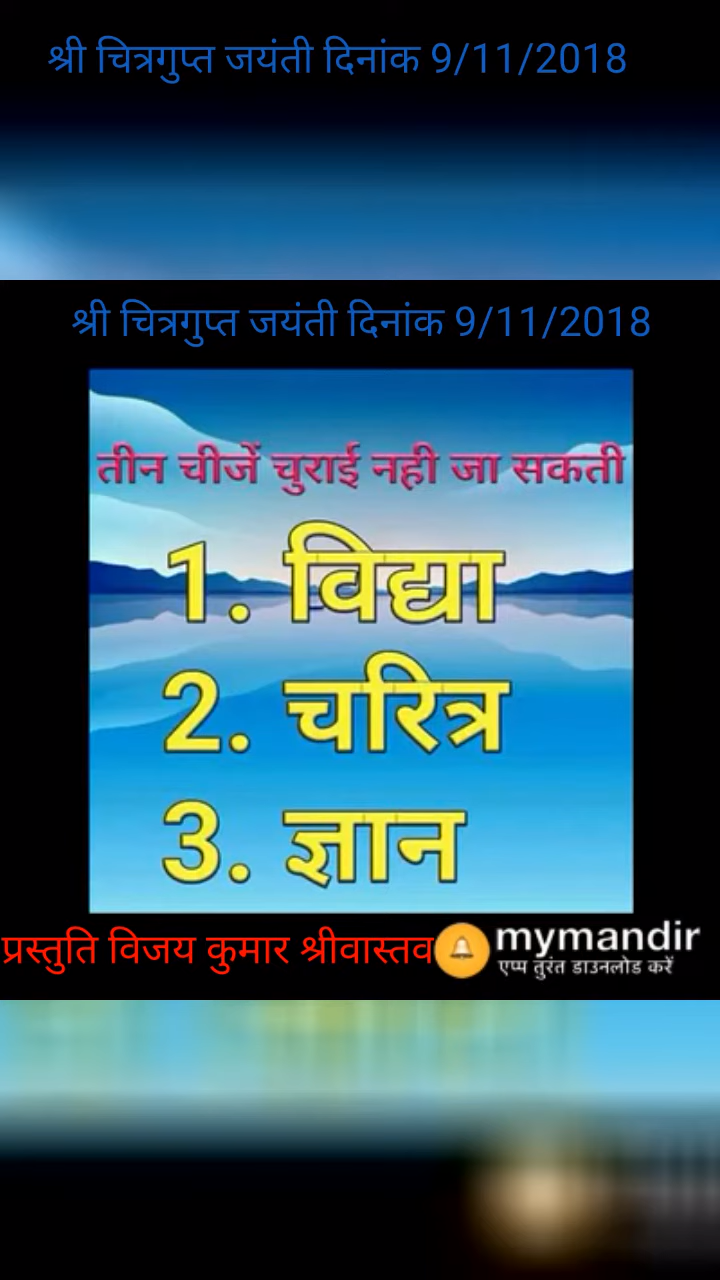 श्री चित्रगुप्त जयंती दिनांक 9/11/2018
श्री चित्रगुप्त जयंती दिनांक 9/11/2018
तीन चीजें चुराई नही जा सकती
1. विद्या
2. चरित्र
3. ज्ञान
प्रस्तुति विजय कुमार श्रीवास्तव
mymandir
एप्प तुरंत डाउनलोड करें